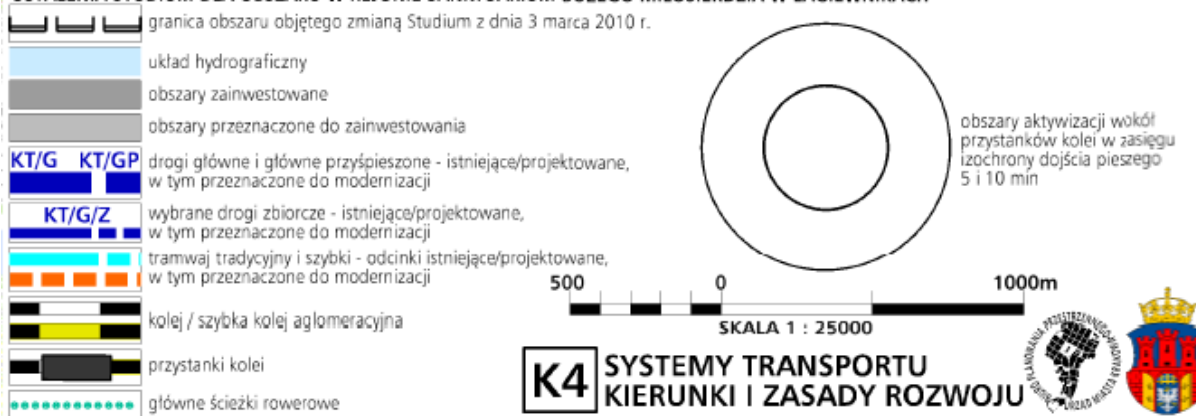 granica obszaru objętego zmianą Studium z dnia 3 marca 2010 r.
układ hydrograficzny
obszary zainwestowane
obszary przeznaczone do zainwestowania
KT/G KT/GP
drogi główne i główne przyśpieszone - istniejące/projektowane,
w tym przeznaczone do modernizacji
KT/G/Z
wybrane drogi zbiorcze - istniejące/projektowane,
w tym przeznaczone do modernizacji
tramwaj tradycyjny i szybki - odcinki istniejące/projektowane,
w tym przeznaczone do modernizacji
kolej / szybka kolej aglomeracyjna
przystanki kolei
główne ścieżki rowerowe
obszary aktywizacji wokół
przystanków kolei w zasięgu
izochrony dojścia pieszego
5 i 10 min
500 0 1000m
SKALA 1 : 25000
K4
SYSTEMY TRANSPORTU
KIERUNKI I ZASADY ROZWOJU